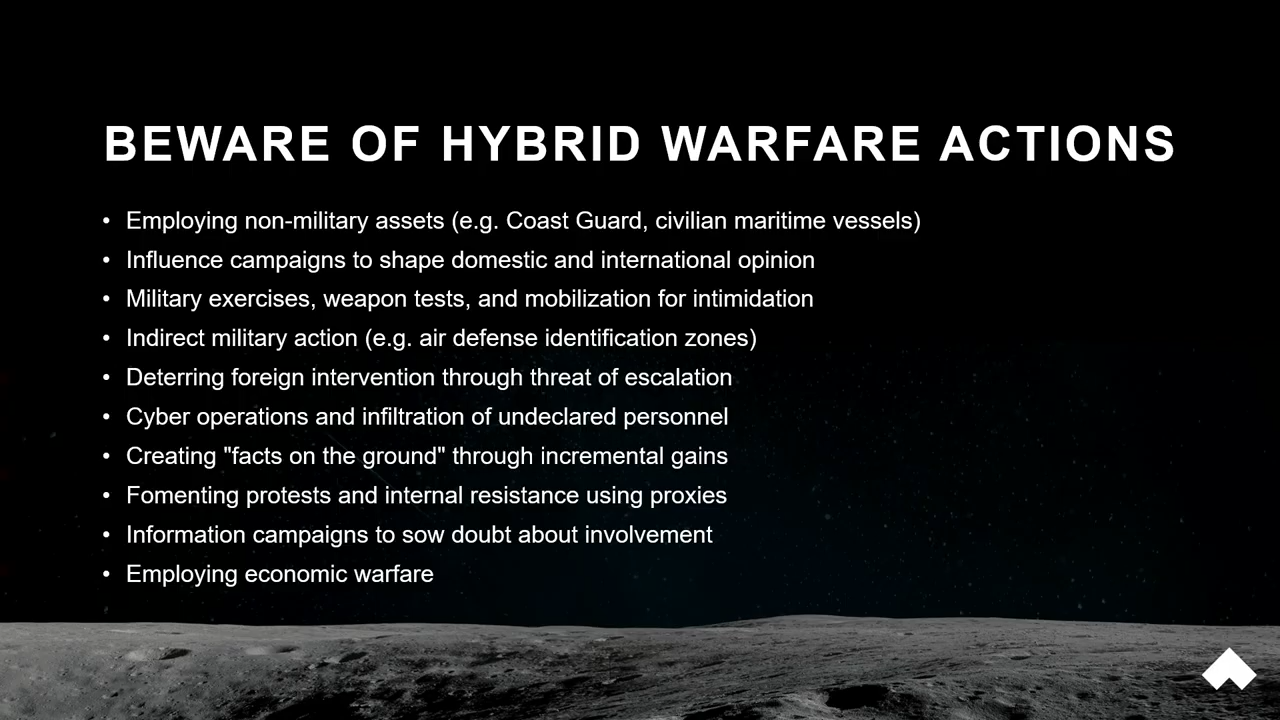 BEWARE OF HYBRID WARFARE ACTIONS
• Employing non-military assets (e.g. Coast Guard, civilian maritime vessels)
• Influence campaigns to shape domestic and international opinion
• Military exercises, weapon tests, and mobilization for intimidation
• Indirect military action (e.g. air defense identification zones)
• Deterring foreign intervention through threat of escalation
• Cyber operations and infiltration of undeclared personnel
• Creating "facts on the ground" through incremental gains
• Fomenting protests and internal resistance using proxies
• Information campaigns to sow doubt about involvement
• Employing economic warfare